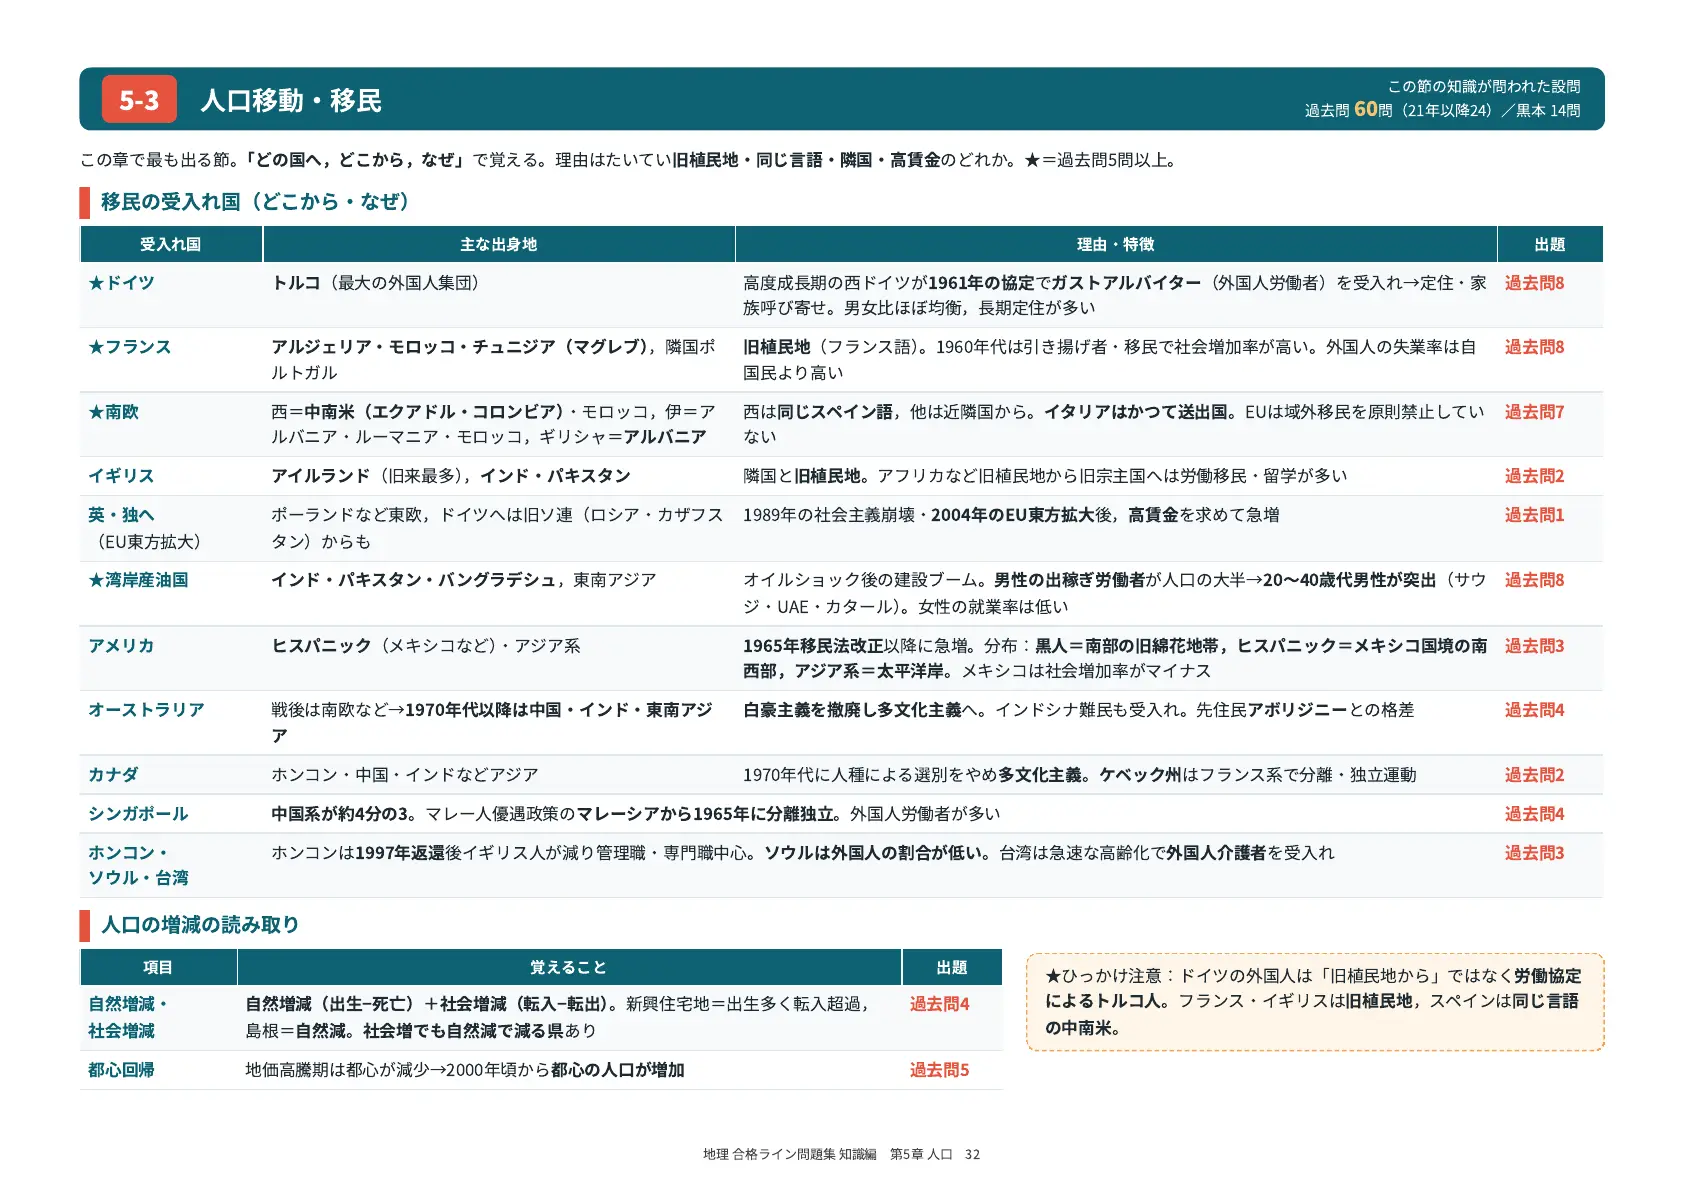 5-3 人口移動・移民
この節の知識が問われた設問
過去問 60問（21年以降24）／黒本 14問
この章で最も出る節。「どの国へ，どこから，なぜ」で覚える。理由はたいてい旧植民地・同じ言語・隣国・高賃金のどれか。★＝過去問5問以上。
移民の受入れ国（どこから・なぜ）
受入れ国 主な出身地 理由・特徴 出題
★ドイツ トルコ（最大の外国人集団） 高度成長期の西ドイツが1961年の協定でガストアルバイター（外国人労働者）を受入れ→定住・家 過去問8
族呼び寄せ。男女比ほぼ均衡，長期定住が多い
★フランス アルジェリア・モロッコ・チュニジア（マグレブ），隣国ポ 旧植民地（フランス語）。1960年代は引き揚げ者・移民で社会増加率が高い。外国人の失業率は自 過去問8
ルトガル 国民より高い
★南欧 西＝中南米（エクアドル・コロンビア）・モロッコ，伊＝ア 西は同じスペイン語，他は近隣国から。イタリアはかつて送出国。EUは域外移民を原則禁止してい 過去問7
ルバニア・ルーマニア・モロッコ，ギリシャ＝アルバニア ない
イギリス アイルランド（旧来最多），インド・パキスタン 隣国と旧植民地。アフリカなど旧植民地から旧宗主国へは労働移民・留学が多い 過去問2
英・独へ ポーランドなど東欧，ドイツへは旧ソ連（ロシア・カザフス 1989年の社会主義崩壊・2004年のEU東方拡大後，高賃金を求めて急増 過去問1
（EU東方拡大） タン）からも
★湾岸産油国 インド・パキスタン・バングラデシュ，東南アジア オイルショック後の建設ブーム。男性の出稼ぎ労働者が人口の大半→20〜40歳代男性が突出（サウ 過去問8
ジ・UAE・カタール）。女性の就業率は低い
アメリカ ヒスパニック（メキシコなど）・アジア系 1965年移民法改正以降に急増。分布：黒人＝南部の旧綿花地帯，ヒスパニック＝メキシコ国境の南 過去問3
西部，アジア系＝太平洋岸。メキシコは社会増加率がマイナス
オーストラリア 戦後は南欧など→1970年代以降は中国・インド・東南アジ 白豪主義を撤廃し多文化主義へ。インドシナ難民も受入れ。先住民アボリジニーとの格差 過去問4
ア
カナダ ホンコン・中国・インドなどアジア 1970年代に人種による選別をやめ多文化主義。ケベック州はフランス系で分離・独立運動 過去問2
シンガポール 中国系が約4分の3。マレー人優遇政策のマレーシアから1965年に分離独立。外国人労働者が多い 過去問4
ホンコン・ ホンコンは1997年返還後イギリス人が減り管理職・専門職中心。ソウルは外国人の割合が低い。台湾は急速な高齢化で外国人介護者を受入れ 過去問3
ソウル・台湾
人口の増減の読み取り
項目 覚えること 出題
自然増減・ 自然増減（出生−死亡）＋社会増減（転入−転出）。新興住宅地＝出生多く転入超過， 過去問4
社会増減 島根＝自然減。社会増でも自然減で減る県あり
都心回帰 地価高騰期は都心が減少→2000年頃から都心の人口が増加 過去問5
★ひっかけ注意：ドイツの外国人は「旧植民地から」ではなく労働協定
によるトルコ人。フランス・イギリスは旧植民地，スペインは同じ言語
の中南米。
地理 合格ライン問題集 知識編 第5章 人口 32